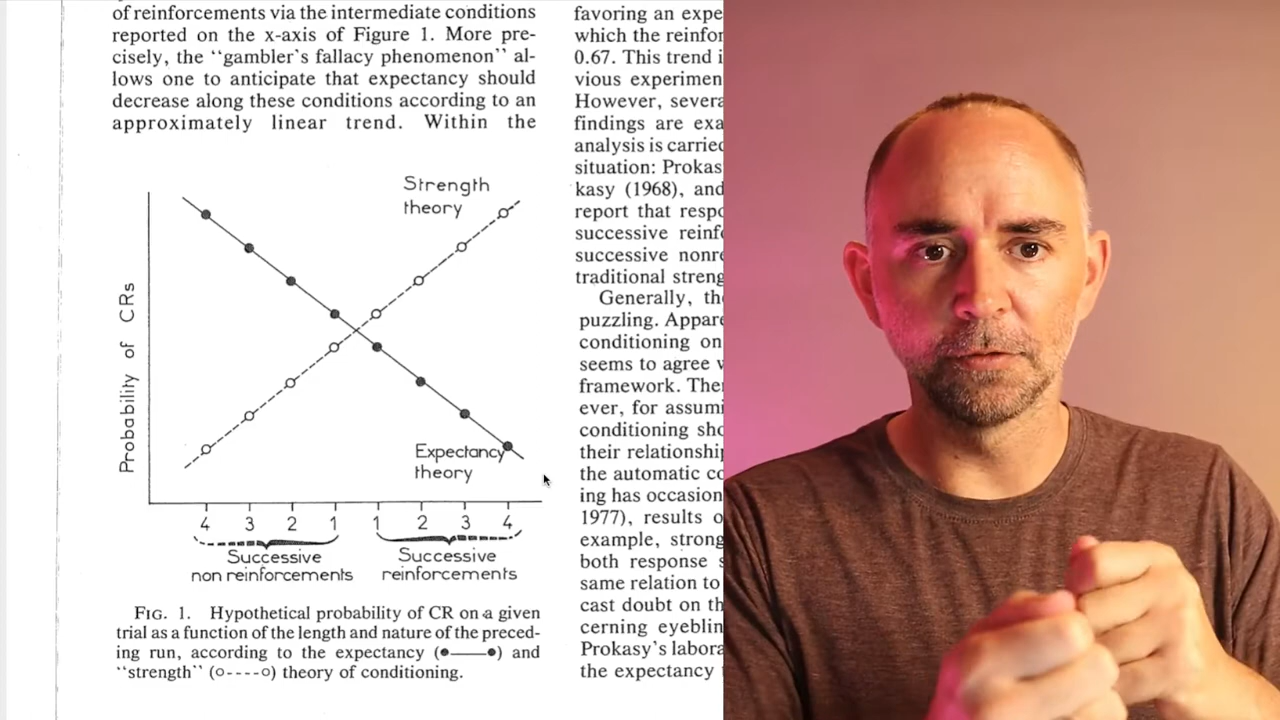 of reinforcements via the intermediate conditions
reported on the x-axis of Figure 1. More pre-
cisely, the "gambler's fallacy phenomenon" al-
lows one to anticipate that expectancy should
decrease along these conditions according to an
approximately linear trend. Within the
Strength
theory
Probability of CRs
Expectancy
theory
4 3 2 1 1 2 3 4
Successive
non reinforcements
Successive
reinforcements
FIG. 1. Hypothetical probability of CR on a given
trial as a function of the length and nature of the preced-
ing run, according to the expectancy (●——●) and
"strength" (o----o) theory of conditioning.
favoring an expe
which the reinfor
0.67. This trend i
vious experimen
However, severa
findings are exa
analysis is carried
situation: Prokas
kasy (1968), and
report that respo
successive reinfo
successive nonre
traditional streng
Generally, the
puzzling. Appare
conditioning on
seems to agree v
framework. The
ever, for assumi
conditioning sho
their relationship
the automatic co
ing has occasion
1977), results o
example, strong
both response s
same relation to
cast doubt on th
cerning eyeblin
Prokasy's labora
the expectancy